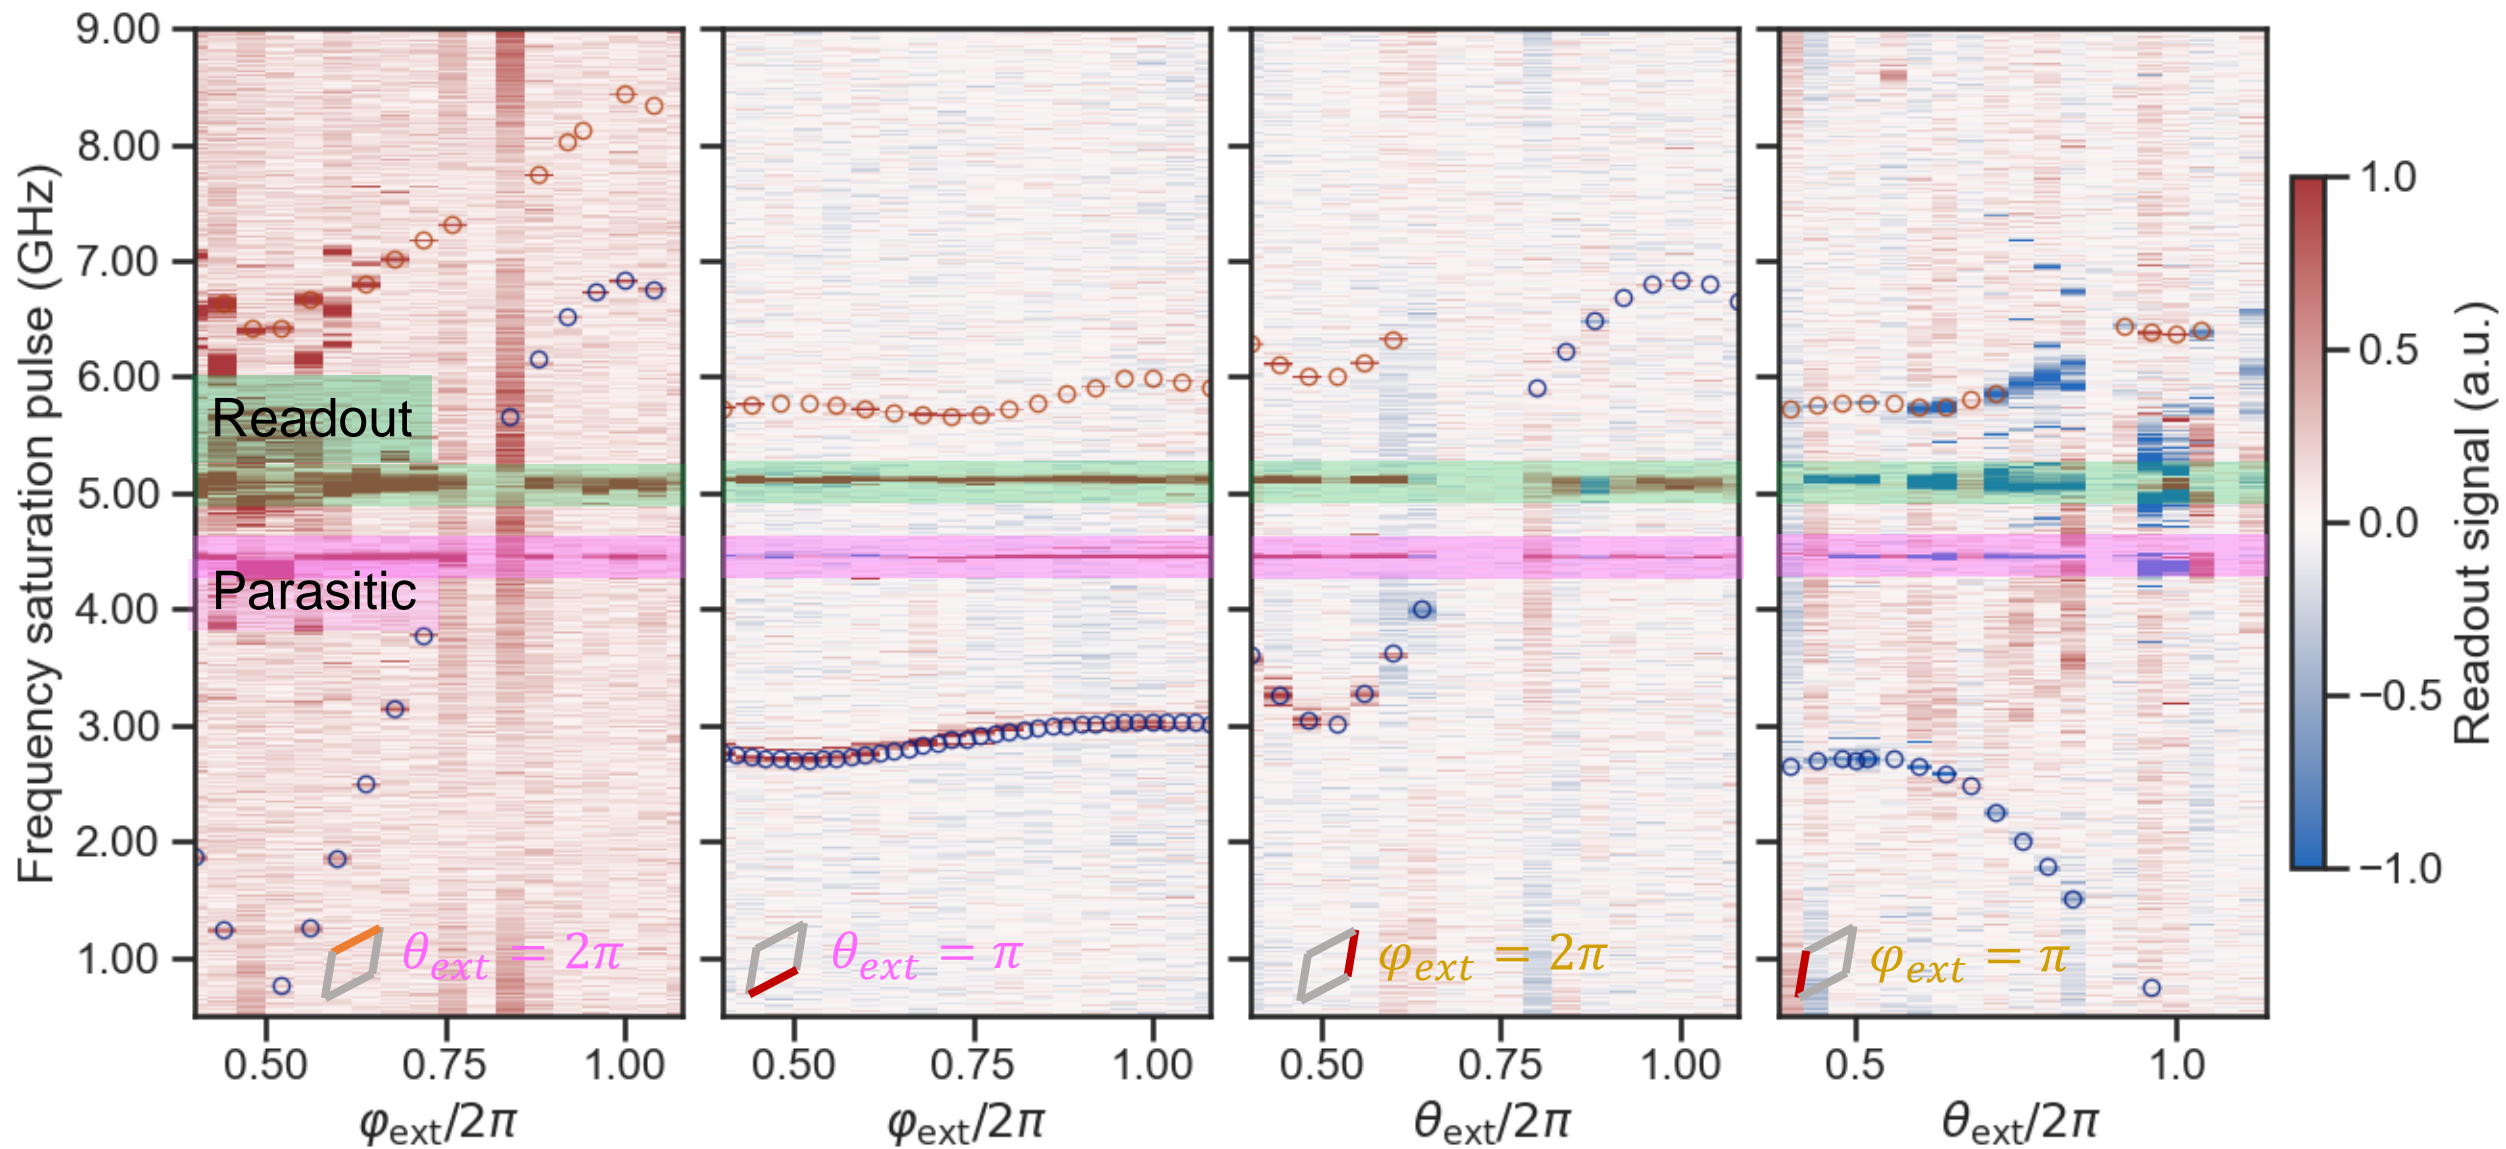 Frequency saturation pulse (GHz)
9.00
8.00
7.00
6.00
5.00
4.00
3.00
2.00
1.00
Readout
Parasitic
θext = 2π
θext = π
φext = 2π
φext = π
0.50 0.75 1.00
φext/2π
0.50 0.75 1.00
φext/2π
0.50 0.75 1.00
θext/2π
0.5 1.0
θext/2π
1.0
0.5
0.0
−0.5
−1.0
Readout signal (a.u.)